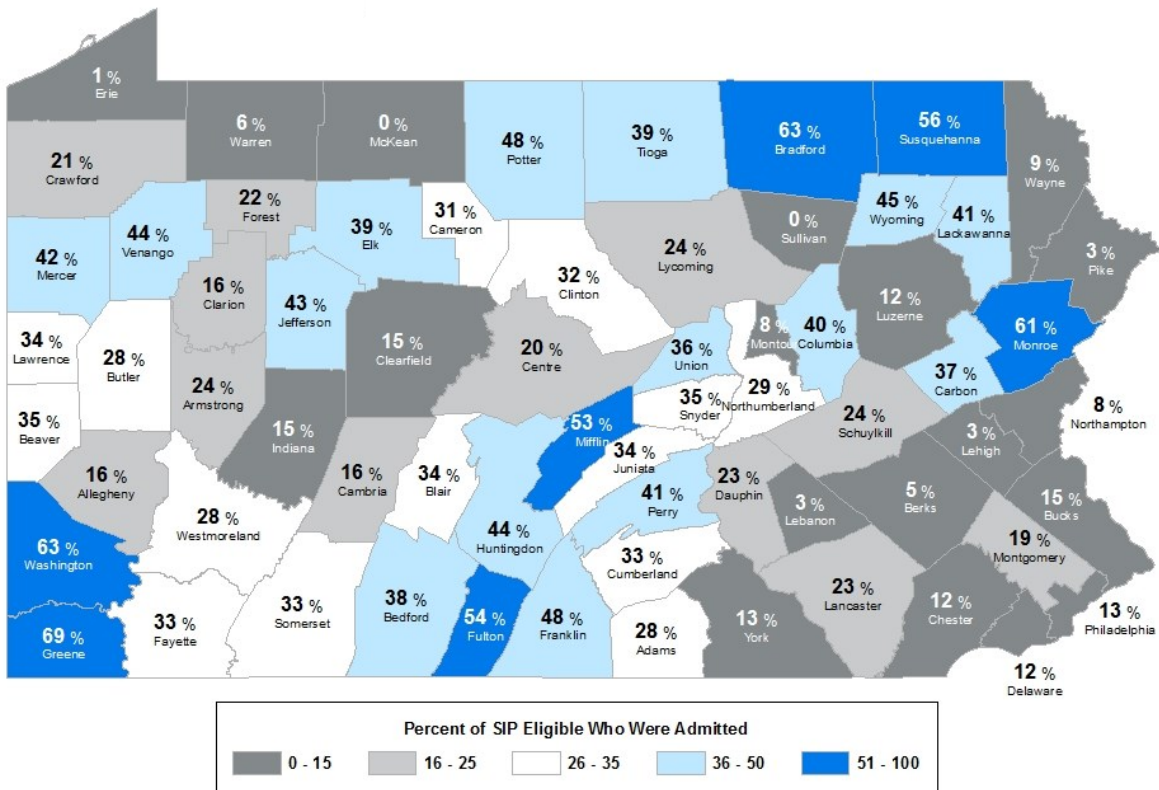 1 %
Erie
6 %
Warren
0 %
McKean
48 %
Potter
39 %
Tioga
63 %
Bradford
56 %
Susquehanna
9 %
Wayne
21 %
Crawford
22 %
Forest
39 %
Elk
31 %
Cameron
0 %
Sullivan
45 %
Wyoming
41 %
Lackawanna
3 %
Pike
42 %
Mercer
44 %
Venango
16 %
Clarion
43 %
Jefferson
32 %
Clinton
24 %
Lycoming
12 %
Luzerne
61 %
Monroe
34 %
Lawrence
28 %
Butler
24 %
Armstrong
15 %
Clearfield
20 %
Centre
36 %
Union
8 %
Montour
40 %
Columbia
37 %
Carbon
35 %
Beaver
15 %
Indiana
53 %
Mifflin
35 %
Snyder
29 %
Northumberland
24 %
Schuylkill
3 %
Lehigh
8 %
Northampton
16 %
Allegheny
28 %
Westmoreland
16 %
Cambria
34 %
Blair
44 %
Huntingdon
34 %
Juniata
41 %
Perry
23 %
Dauphin
3 %
Lebanon
5 %
Berks
15 %
Bucks
63 %
Washington
69 %
Greene
33 %
Fayette
33 %
Somerset
38 %
Bedford
54 %
Fulton
48 %
Franklin
33 %
Cumberland
28 %
Adams
13 %
York
23 %
Lancaster
12 %
Chester
19 %
Montgomery
13 %
Philadelphia
12 %
Delaware
Percent of SIP Eligible Who Were Admitted
0 - 15 16 - 25 26 - 35 36 - 50 51 - 100